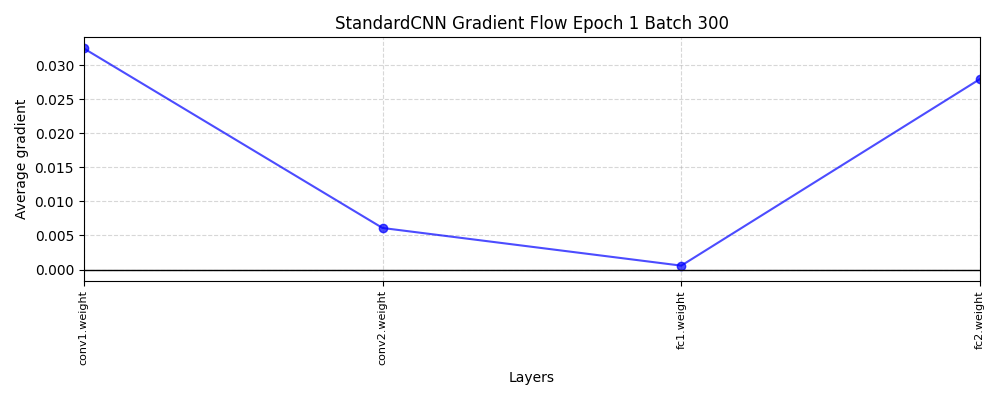 StandardCNN Gradient Flow Epoch 1 Batch 300
Average gradient
0.030
0.025
0.020
0.015
0.010
0.005
0.000
conv1.weight
conv2.weight
fc1.weight
fc2.weight
Layers